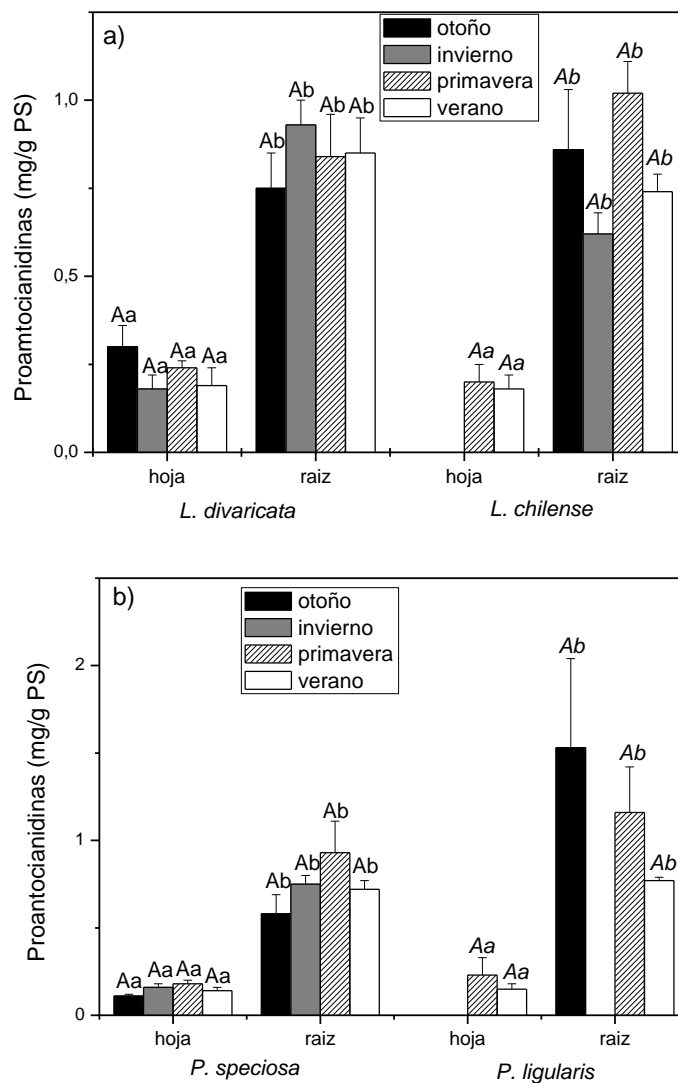 a)
otoño
invierno
primavera
verano
Proamtocianidinas (mg/g PS)
1,0
0,5
0,0
Aa
Aa
Aa
Aa
Ab
Ab
Ab
Ab
Aa
Aa
Ab
Ab
Ab
Ab
hoja raiz hoja raiz
L. divaricata L. chilense
b)
otoño
invierno
primavera
verano
Proantocianidinas (mg/g PS)
2
1
0
Aa
Aa
Aa
Aa
Ab
Ab
Ab
Ab
Aa
Aa
Ab
Ab
Ab
hoja raiz hoja raiz
P. speciosa P. ligularis